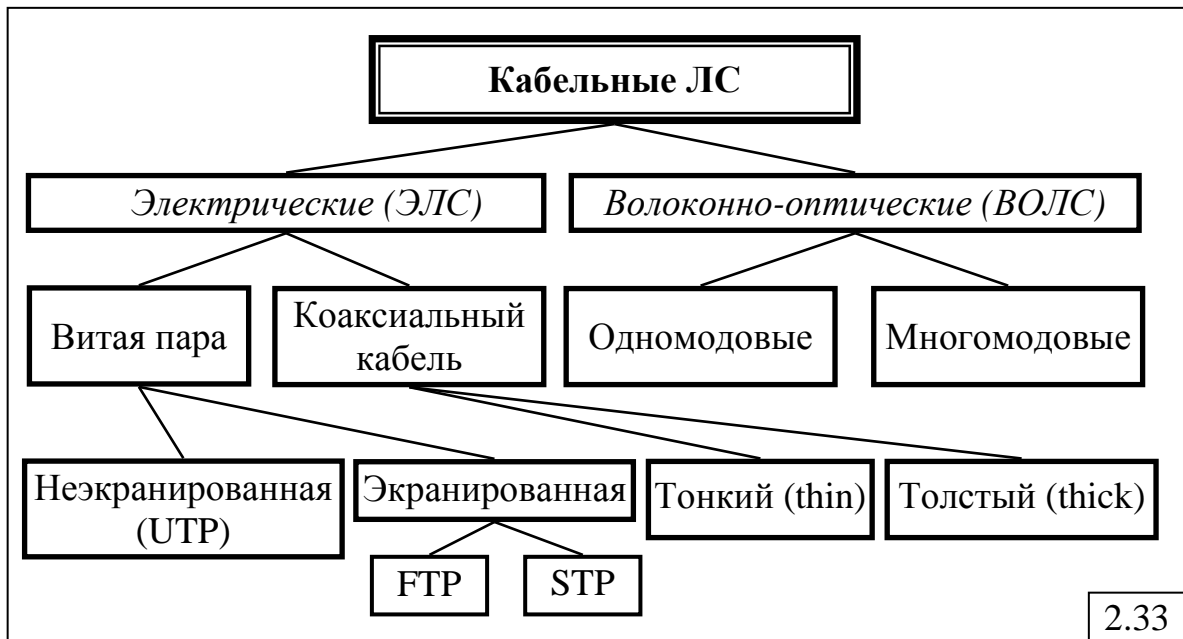 Кабельные ЛС
Электрические (ЭЛС)
Волоконно-оптические (ВОЛС)
Витая пара
Коаксиальный
кабель
Одномодовые
Многомодовые
Неэкранированная
(UTP)
Экранированная
Тонкий (thin)
Толстый (thick)
FTP
STP
2.33